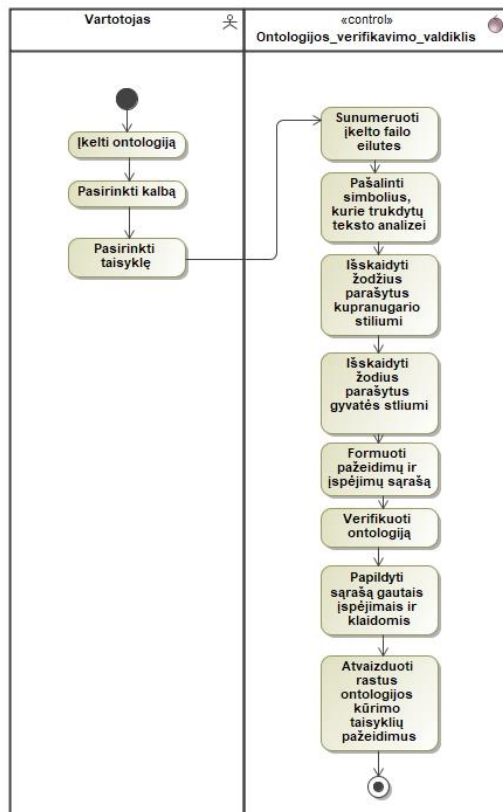 Vartotojas
«control»
Ontologijos_verifikavimo_valdiklis
Įkelti ontologiją
Pasirinkti kalbą
Pasirinkti
taisyklę
Sunumeruoti
įkelto failo
eilutes
Pašalinti
simbolius,
kurie trukdytų
teksto analizei
Išskaidyti
žodžius
parašytus
kupranugario
stiliumi
Išskaidyti
žodius
parašytus
gyvatės stliumi
Formuoti
pažeidimų ir
įspėjimų sąrašą
Verifikuoti
ontologiją
Papildyti
sąrašą gautais
įspėjimais ir
klaidomis
Atvaizduoti
rastus
ontologijos
kūrimo
taisyklių
pažeidimus